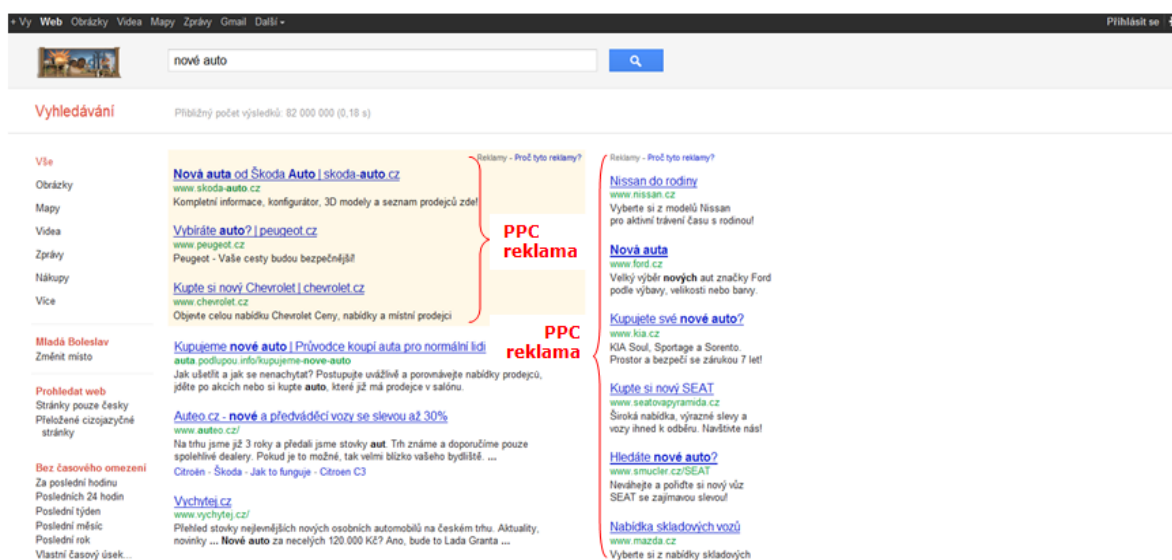 + Vy Web Obrázky Videa Mapy Zprávy Gmail Další
Přihlásit se
nové auto
Vyhledávání
Přibližný počet výsledků: 82 000 000 (0,18 s)
Vše
Obrázky
Mapy
Videa
Zprávy
Nákupy
Více
Mladá Boleslav
Změnit místo
Prohledat web
Stránky pouze česky
Přeložené cizojazyčné
stránky
Bez časového omezení
Za poslední hodinu
Posledních 24 hodin
Poslední týden
Poslední měsíc
Poslední rok
Vlastní časový úsek...
Reklamy - Proč tyto reklamy?
Nová auta od Škoda Auto | skoda-auto.cz
www.skoda-auto.cz
Kompletní informace, konfigurátor, 3D modely a seznam prodejců zde!
Vybíráte auto? | peugeot.cz
www.peugeot.cz
Peugeot - Vaše cesty budou bezpečnější!
Kupte si nový Chevrolet | chevrolet.cz
www.chevrolet.cz
Objevte celou nabídku Chevrolet Ceny, nabídky a místní prodejci
PPC
reklama
Kupujeme nové auto | Průvodce koupí auta pro normální lidi
auta.podlupou.info/kupujeme-nove-auto
Jak ušetřit a jak se nenachytat? Postupujte uvážlivě a porovnávejte nabídky prodejců,
jděte po akcích nebo si kupte auto, které již má prodejce v salónu.
Auteo.cz - nové a předváděcí vozy se slevou až 30%
www.auteo.cz/
Na trhu jsme již 3 roky a předali jsme stovky aut. Trh známe a doporučíme pouze
spolehlivé dealery. Pokud je to možné, tak velmi blízko vašeho bydliště. ...
Citroën - Škoda - Jak to funguje - Citroen C3
Vychytej.cz
www.vychytej.cz/
Přehled stovky nejlevnějších nových osobních automobilů na českém trhu. Aktuality,
novinky ... Nové auto za necelých 120.000 Kč? Ano, bude to Lada Granta ...
PPC
reklama
Reklamy - Proč tyto reklamy?
Nissan do rodiny
www.nissan.cz
Vyberte si z modelů Nissan
pro aktivní trávení času s rodinou!
Nová auta
www.ford.cz
Velký výběr nových aut značky Ford
podle výbavy, velikosti nebo barvy.
Kupujete své nové auto?
www.kia.cz
KIA Soul, Sportage a Sorento.
Prostor a bezpečí se zárukou 7 let!
Kupte si nový SEAT
www.seatovapyramida.cz
Široká nabídka, výrazné slevy a
vozy ihned k odběru. Navštivte nás!
Hledáte nové auto?
www.smucler.cz/SEAT
Neváhejte a pořiďte si nový vůz
SEAT se zajímavou slevou!
Nabídka skladových vozů
www.mazda.cz
Vyberte si z nabídky skladových